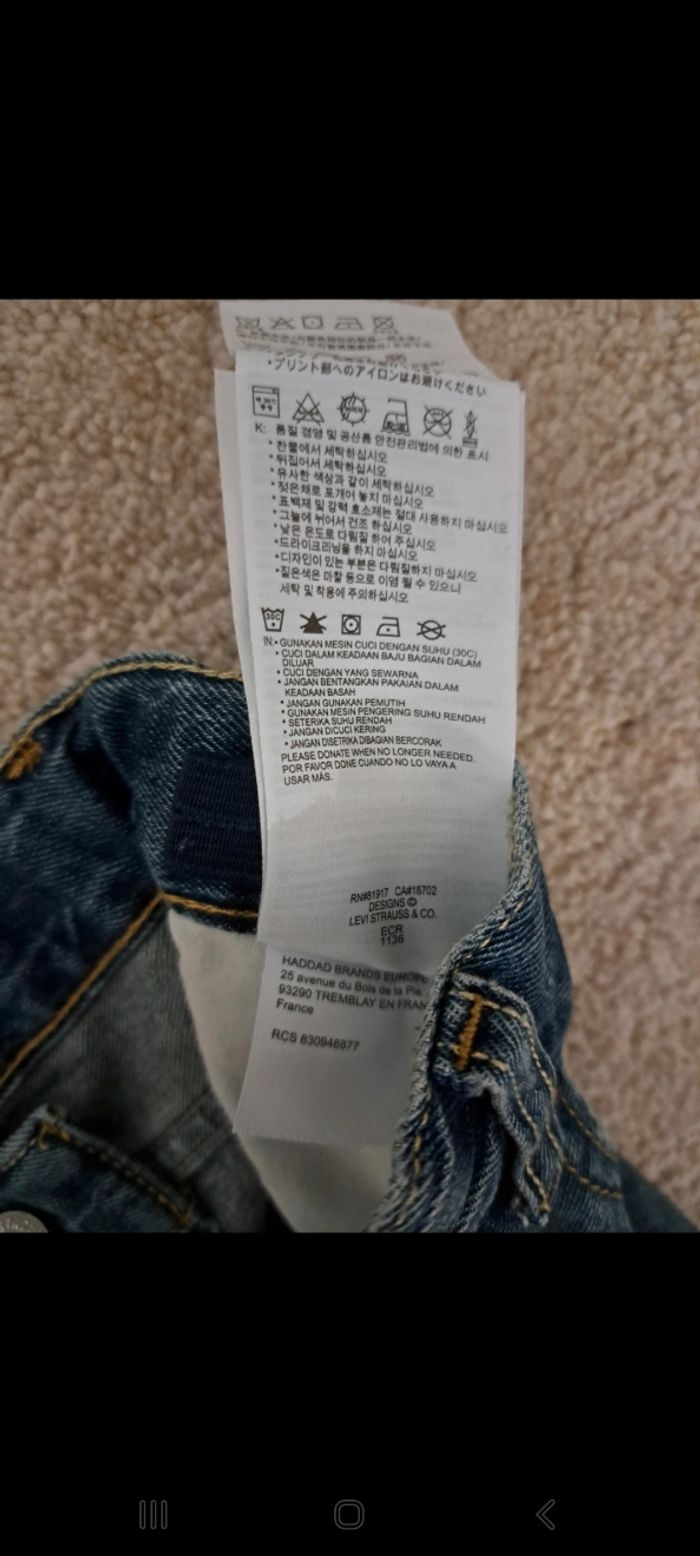 ・プリント部へのアイロンはお避けください
K: 품질 경영 및 공산품 안전관리법에 의한 표시
• 찬물에서 세탁하십시오
• 뒤집어서 세탁하십시오
• 유사한 색상과 같이 세탁하십시오
• 젖은채로 포개어 놓지 마십시오
• 표백제 및 강력 효소제는 절대 사용하지 마십시오
• 그늘에 뉘어서 건조 하십시오
• 낮은 온도로 다림질 하여 주십시오
• 드라이크리닝을 하지 마십시오
• 디자인이 있는 부분은 다림질하지 마십시오
• 짙은색은 마찰 등으로 이염 될 수 있으니
세탁 및 착용에 주의하십시오
30C
IN: • GUNAKAN MESIN CUCI DENGAN SUHU (30C)
• CUCI DALAM KEADAAN BAJU BAGIAN DALAM
DILUAR
• CUCI DENGAN YANG SEWARNA
• JANGAN BENTANGKAN PAKAIAN DALAM
KEADAAN BASAH
• JANGAN GUNAKAN PEMUTIH
• GUNAKAN MESIN PENGERING SUHU RENDAH
• SETERIKA SUHU RENDAH
• JANGAN DICUCI KERING
• JANGAN DISETRIKA DIBAGIAN BERCORAK
PLEASE DONATE WHEN NO LONGER NEEDED.
POR FAVOR DONE CUANDO NO LO VAYA A
USAR MÁS.
RN#81917 CA#16702
DESIGNS ©
LEVI STRAUSS & CO.
ECR
1138
HADDAD BRANDS EUROPE
25 avenue du Bois de la Pie
93290 TREMBLAY EN FRAN
France
RCS 830946877